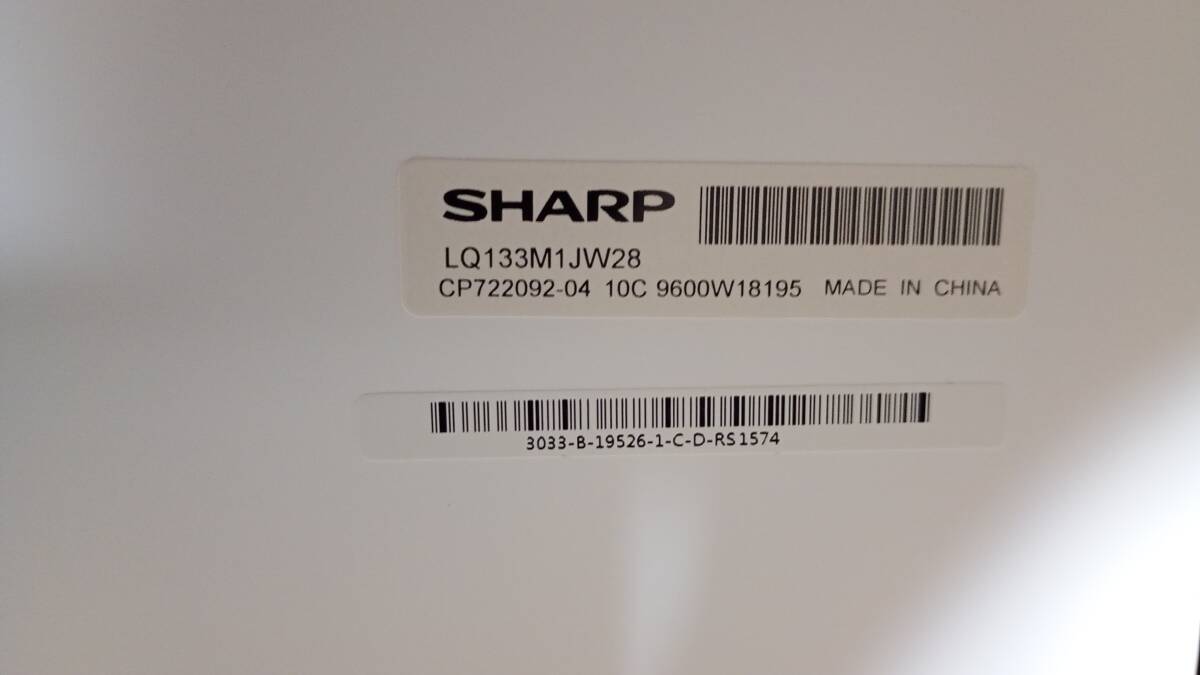 SHARP
LQ133M1JW28
CP722092-04 10C 9600W18195 MADE IN CHINA
3033-B-19526-1-C-D-RS1574